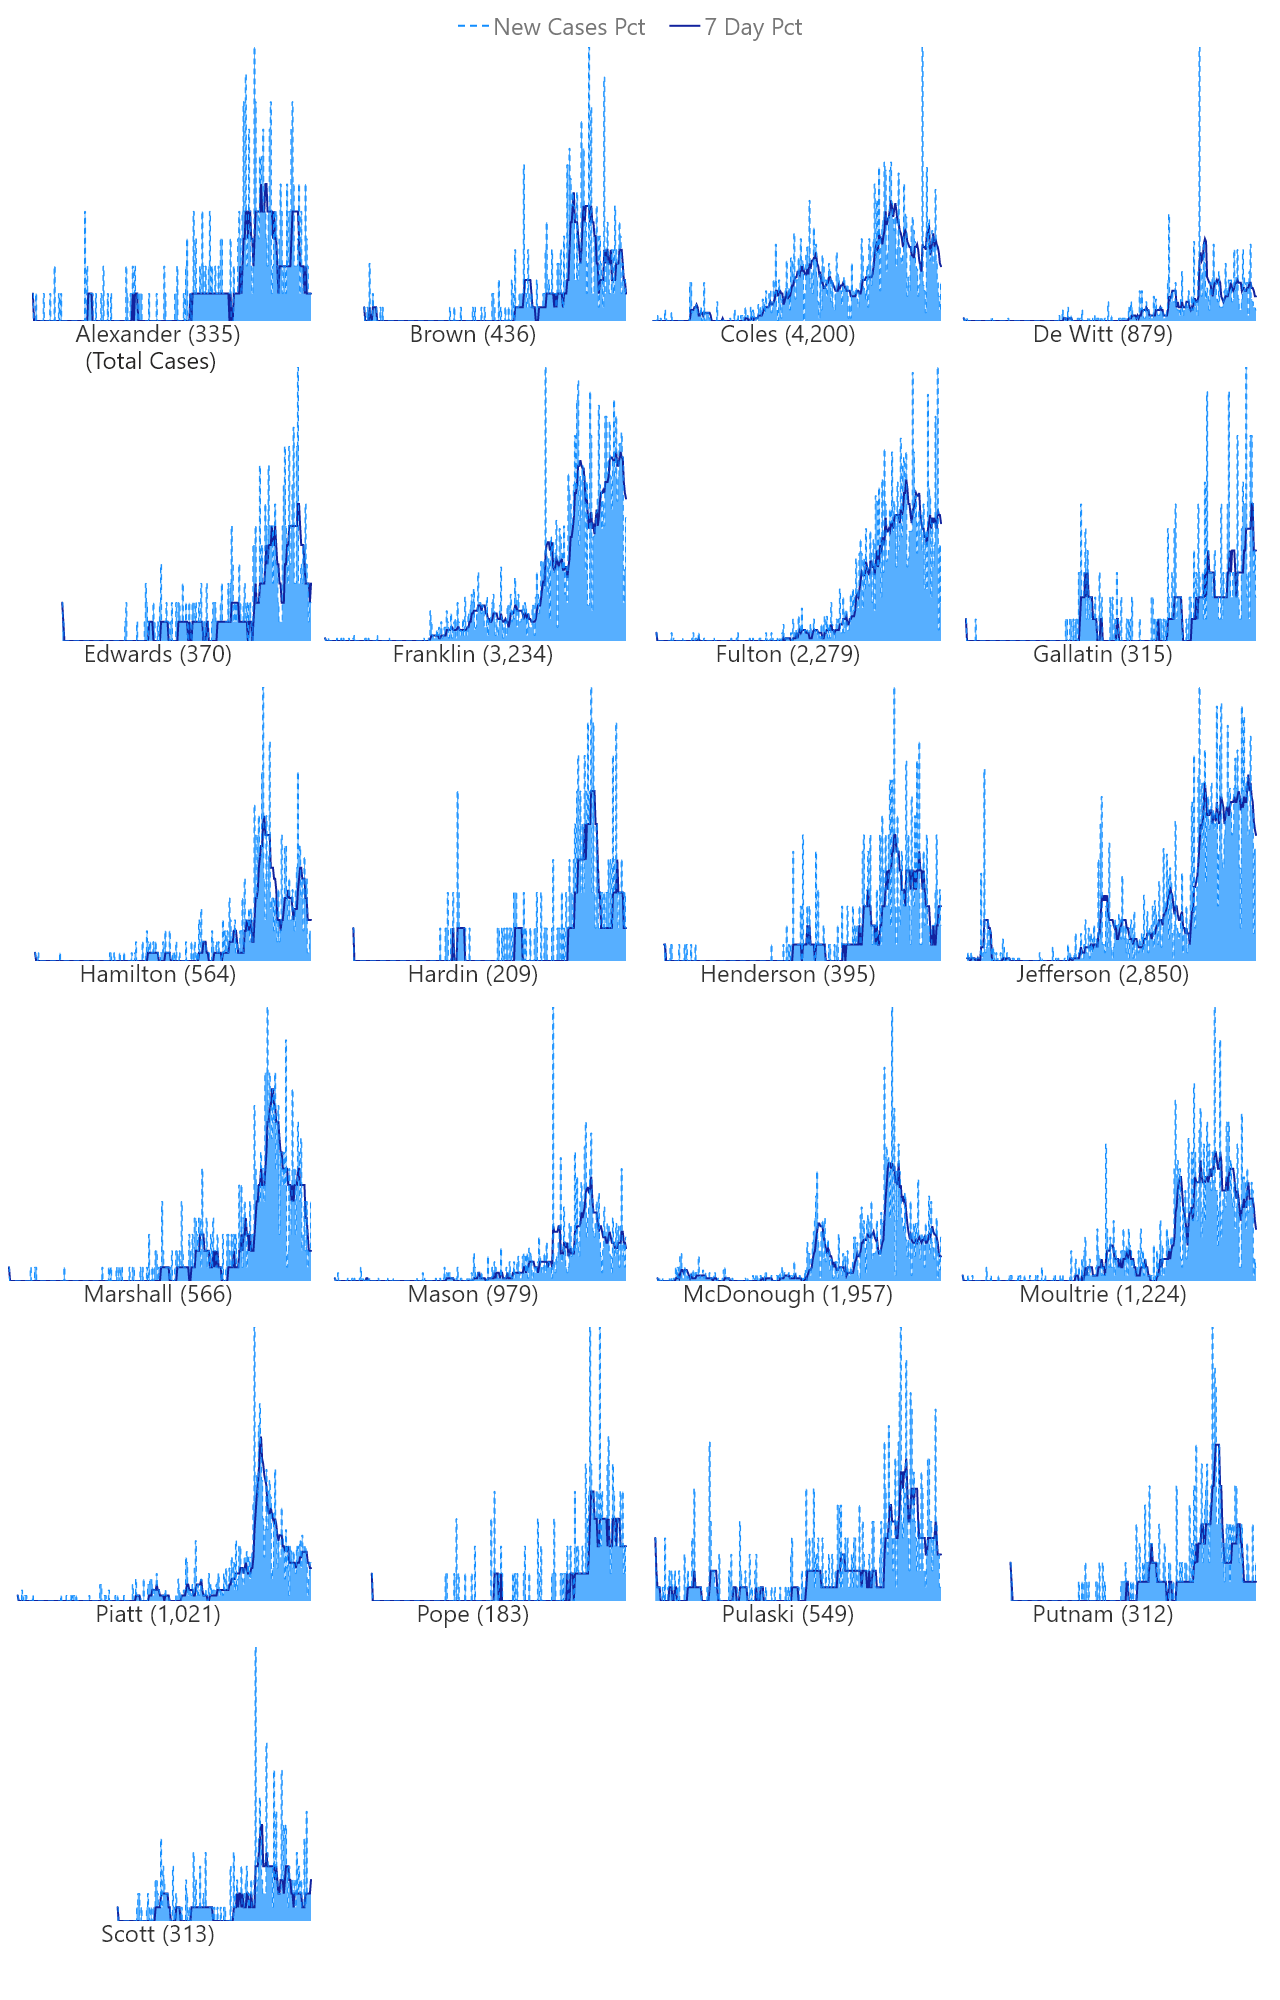 New Cases Pct 7 Day Pct
Alexander (335) Brown (436) Coles (4,200) De Witt (879)
(Total Cases)
Edwards (370) Franklin (3,234) Fulton (2,279) Gallatin (315)
Hamilton (564) Hardin (209) Henderson (395) Jefferson (2,850)
Marshall (566) Mason (979) McDonough (1,957) Moultrie (1,224)
Piatt (1,021) Pope (183) Pulaski (549) Putnam (312)
Scott (313)